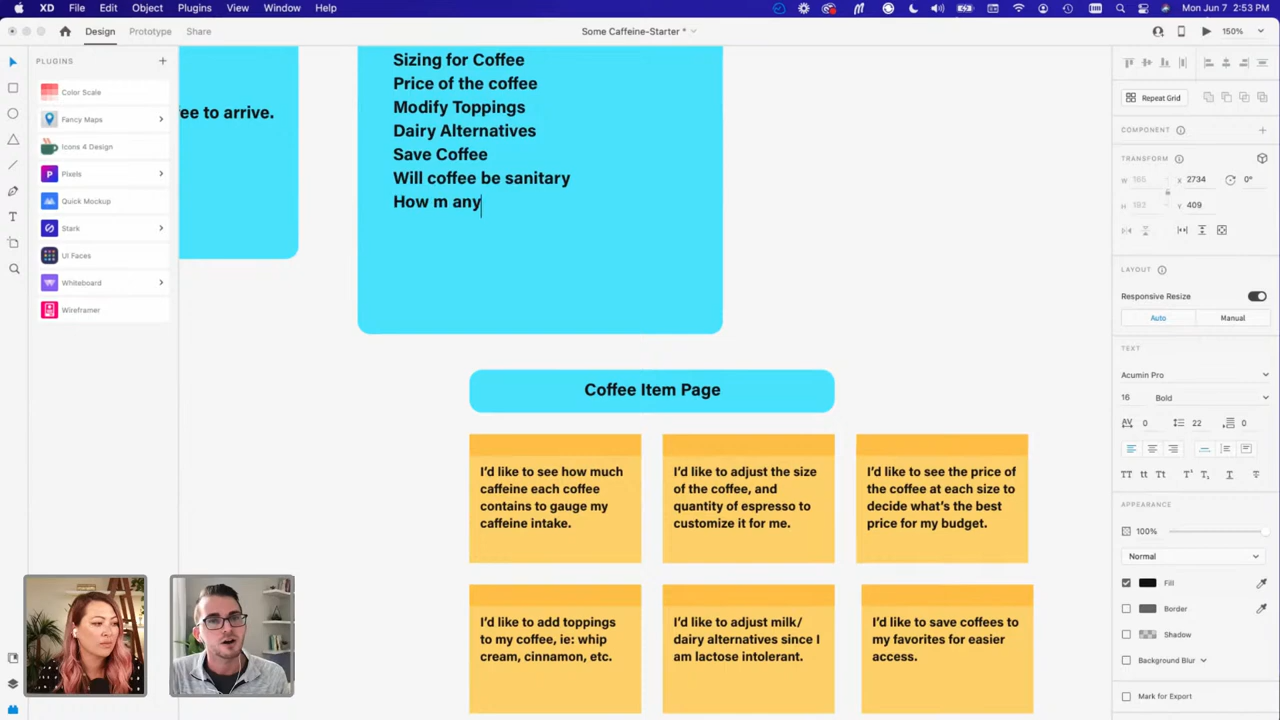 XD File Edit Object Plugins View Window Help
Mon Jun 7 2:53 PM
Design Prototype Share
Some Caffeine-Starter *
150%
PLUGINS
Color Scale
Fancy Maps
Icons 4 Design
Pixels
Quick Mockup
Stark
UI Faces
Whiteboard
Wireframer
ee to arrive.
Sizing for Coffee
Price of the coffee
Modify Toppings
Dairy Alternatives
Save Coffee
Will coffee be sanitary
How m any
Coffee Item Page
I'd like to see how much
caffeine each coffee
contains to gauge my
caffeine intake.
I'd like to adjust the size
of the coffee, and
quantity of espresso to
customize it for me.
I'd like to see the price of
the coffee at each size to
decide what's the best
price for my budget.
I'd like to add toppings
to my coffee, ie: whip
cream, cinnamon, etc.
I'd like to adjust milk/
dairy alternatives since I
am lactose intolerant.
I'd like to save coffees to
my favorites for easier
access.
Repeat Grid
COMPONENT
TRANSFORM
W 165 X 2734 0°
H 192 Y 409
LAYOUT
Responsive Resize
Auto Manual
TEXT
Acumin Pro
16 Bold
0 22 0
APPEARANCE
100%
Normal
Fill
Border
Shadow
Background Blur
Mark for Export